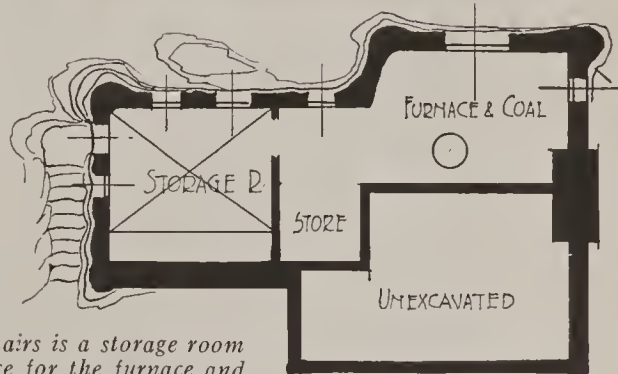 FURNACE & COAL
STORAGE R.
STORE
UNEXCAVATED
airs is a storage room
e for the furnace and